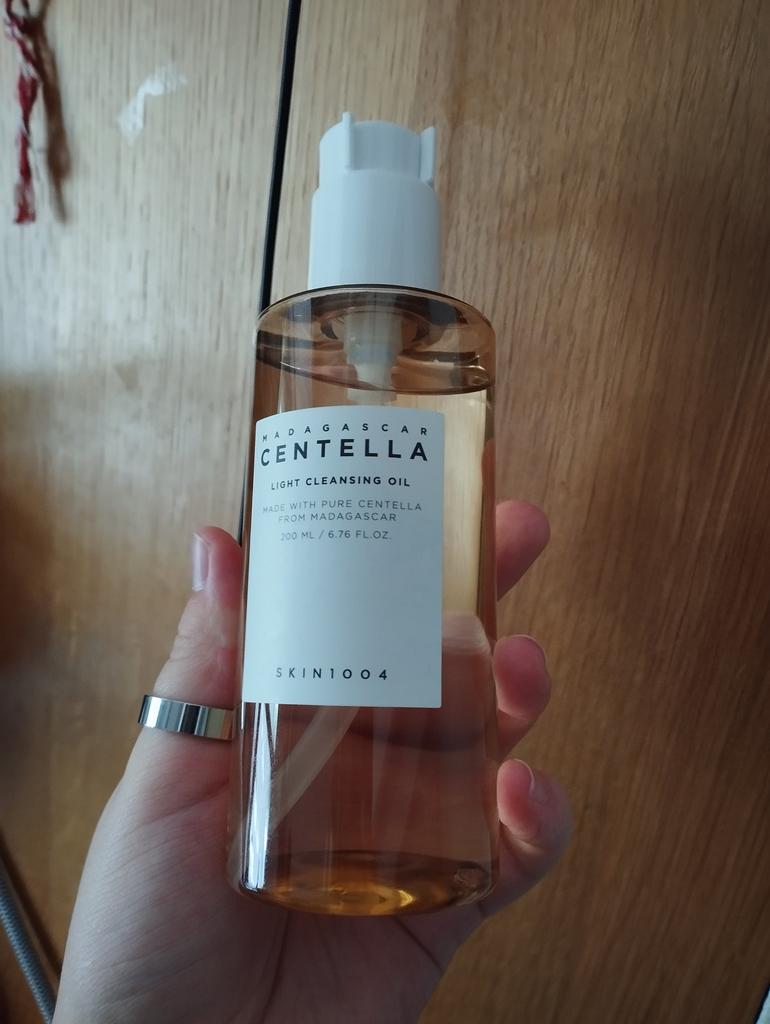 MADAGASCAR
CENTELLA
LIGHT CLEANSING OIL
MADE WITH PURE CENTELLA
FROM MADAGASCAR
200 ML / 6.76 FL.OZ.
SKIN1004